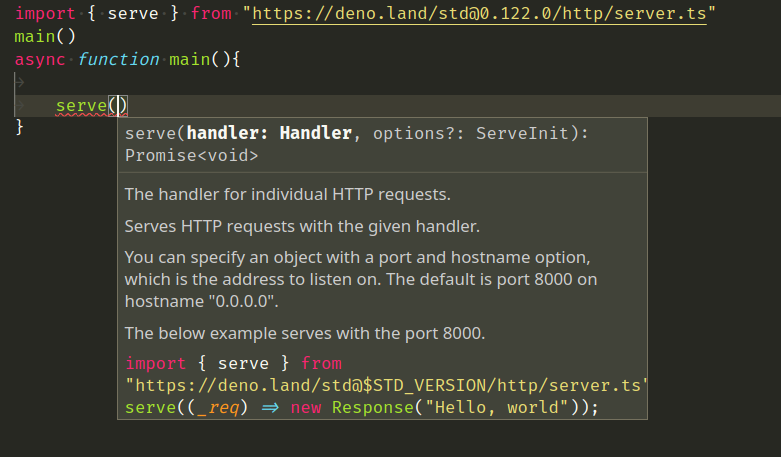 import { serve } from "https://deno.land/std@0.122.0/http/server.ts"
main()
async function main(){
serve()
}
serve(handler: Handler, options?: ServeInit):
Promise<void>
The handler for individual HTTP requests.
Serves HTTP requests with the given handler.
You can specify an object with a port and hostname option,
which is the address to listen on. The default is port 8000 on
hostname "0.0.0.0".
The below example serves with the port 8000.
import { serve } from
"https://deno.land/std@$STD_VERSION/http/server.ts'
serve((_req) => new Response("Hello, world"));